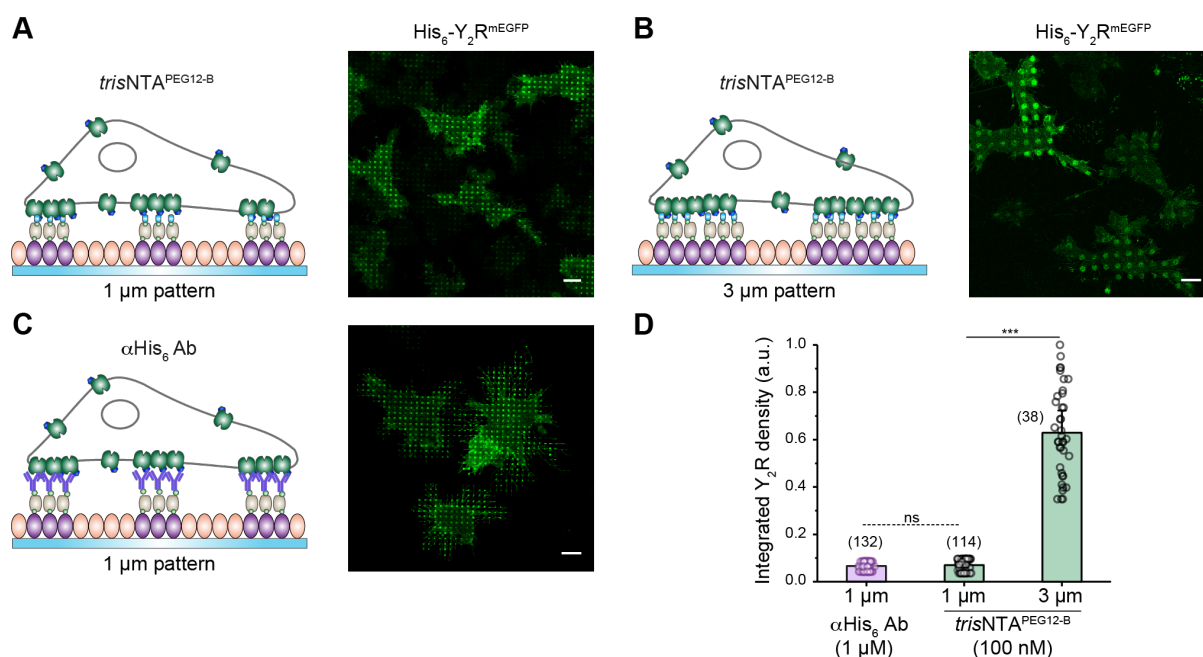 A
His₆-Y₂Rᵐᴱᴳᶠᴾ
trisNTAᴾᴱᴳ¹²⁻ᴮ
1 µm pattern
B
His₆-Y₂Rᵐᴱᴳᶠᴾ
trisNTAᴾᴱᴳ¹²⁻ᴮ
3 µm pattern
C
αHis₆ Ab
1 µm pattern
D
Integrated Y₂R density (a.u.)
1.0
0.8
0.6
0.4
0.2
0.0
***
(38)
ns
(132)
(114)
1 µm
1 µm
3 µm
αHis₆ Ab
(1 µM)
trisNTAᴾᴱᴳ¹²⁻ᴮ
(100 nM)